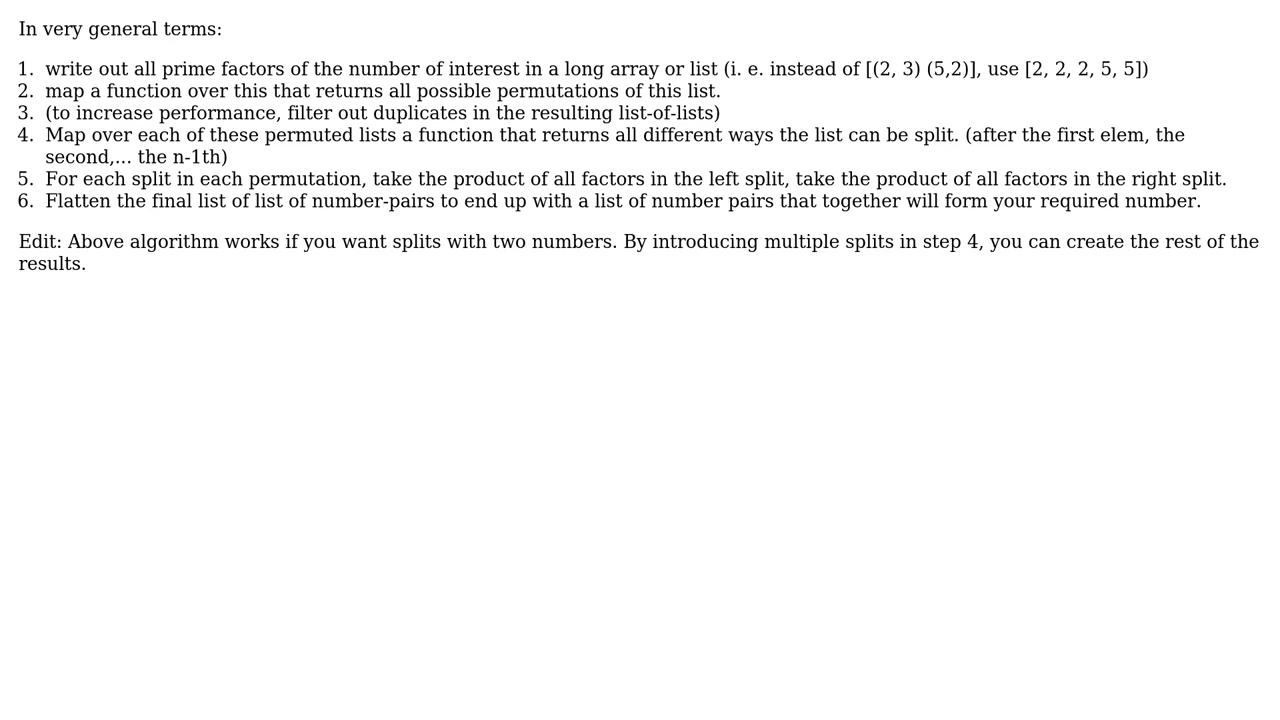 In very general terms:
1. write out all prime factors of the number of interest in a long array or list (i. e. instead of [(2, 3) (5,2)], use [2, 2, 2, 5, 5])
2. map a function over this that returns all possible permutations of this list.
3. (to increase performance, filter out duplicates in the resulting list-of-lists)
4. Map over each of these permuted lists a function that returns all different ways the list can be split. (after the first elem, the
second,... the n-1th)
5. For each split in each permutation, take the product of all factors in the left split, take the product of all factors in the right split.
6. Flatten the final list of list of number-pairs to end up with a list of number pairs that together will form your required number.
Edit: Above algorithm works if you want splits with two numbers. By introducing multiple splits in step 4, you can create the rest of the
results.